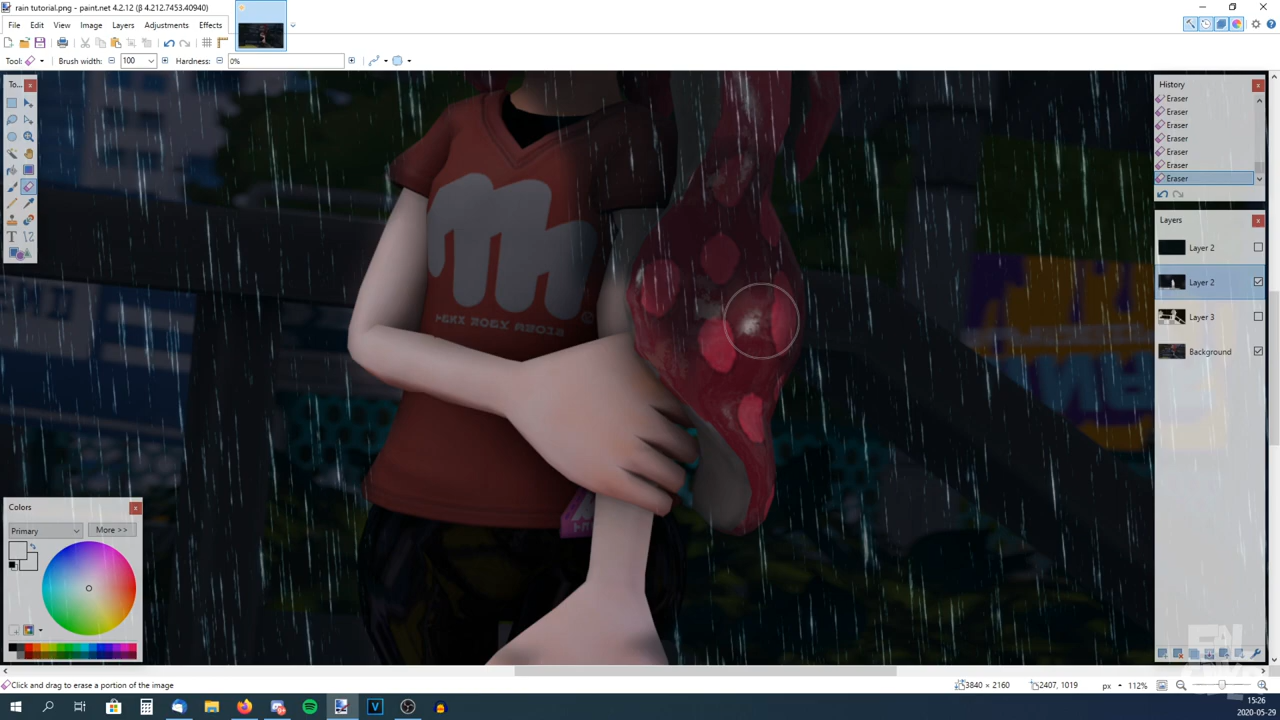 rain tutorial.png - paint.net 4.2.12 (β 4.212.7453.40940)
File Edit View Image Layers Adjustments Effects
Tool: Brush width: 100 Hardness: 0%
To...
History
Eraser
Eraser
Eraser
Eraser
Eraser
Eraser
Eraser
Layers
Layer 2
Layer 2
Layer 3
Background
Colors
Primary
More >>
Click and drag to erase a portion of the image
3840 × 2160
2407, 1019
px
112%
15:26
2020-05-29